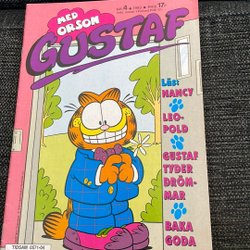 MED
ORSON
GUSTAF
Läs:
NANCY
LEO-
POLD
GUSTAF
TYDER
DRÖM-
MAR
BAKA
GODA